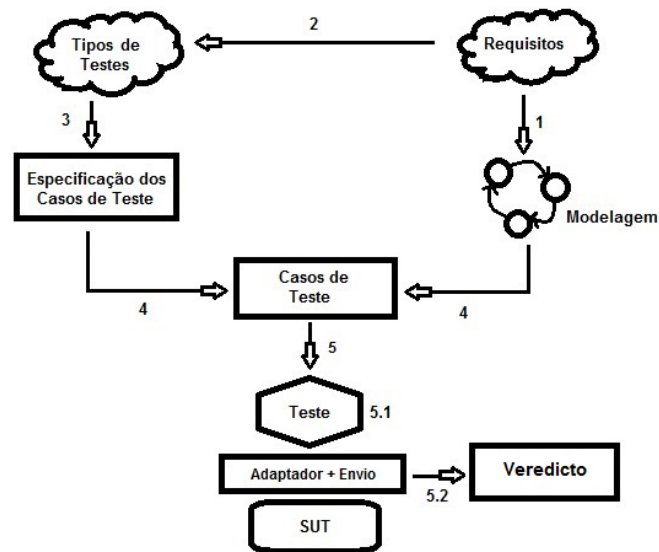 Tipos de
Testes
2
Requisitos
3
1
Especificação dos
Casos de Teste
Modelagem
Casos de
Teste
4
4
5
Teste
5.1
Adaptador + Envio
5.2
Veredicto
SUT